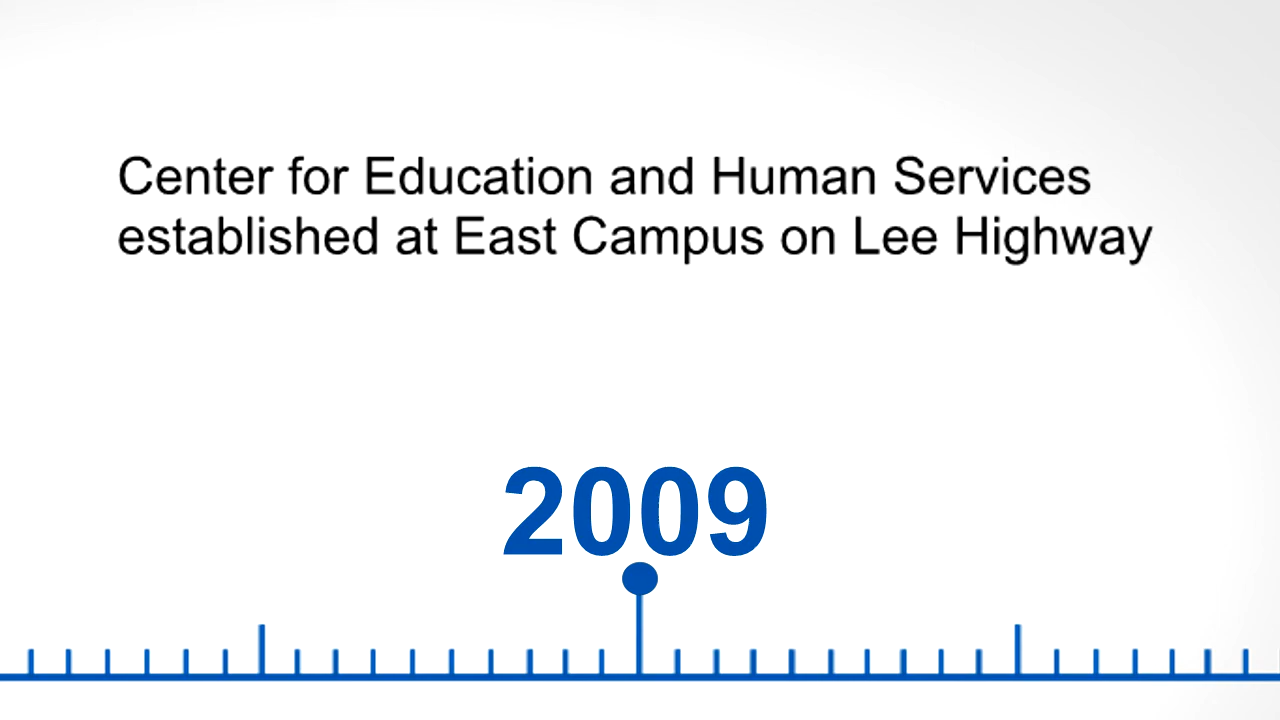 Center for Education and Human Services
established at East Campus on Lee Highway
2009